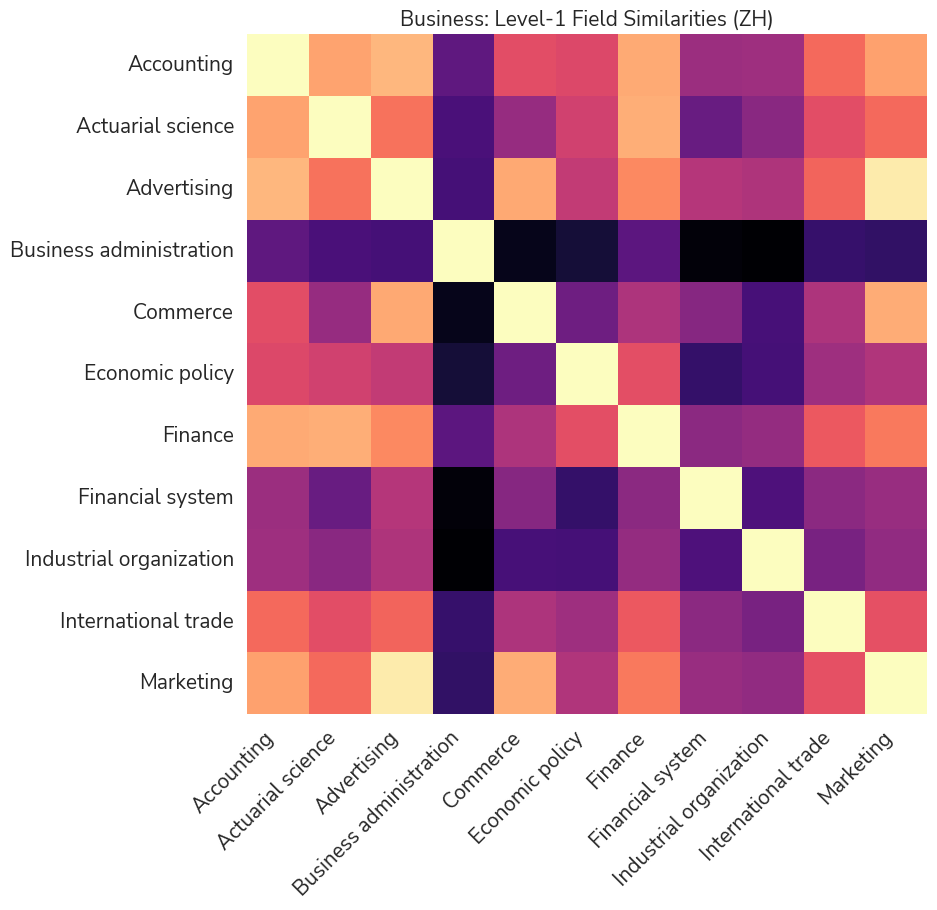 Business: Level-1 Field Similarities (ZH)
Accounting
Actuarial science
Advertising
Business administration
Commerce
Economic policy
Finance
Financial system
Industrial organization
International trade
Marketing
Accounting
Actuarial science
Advertising
Business administration
Commerce
Economic policy
Finance
Financial system
Industrial organization
International trade
Marketing